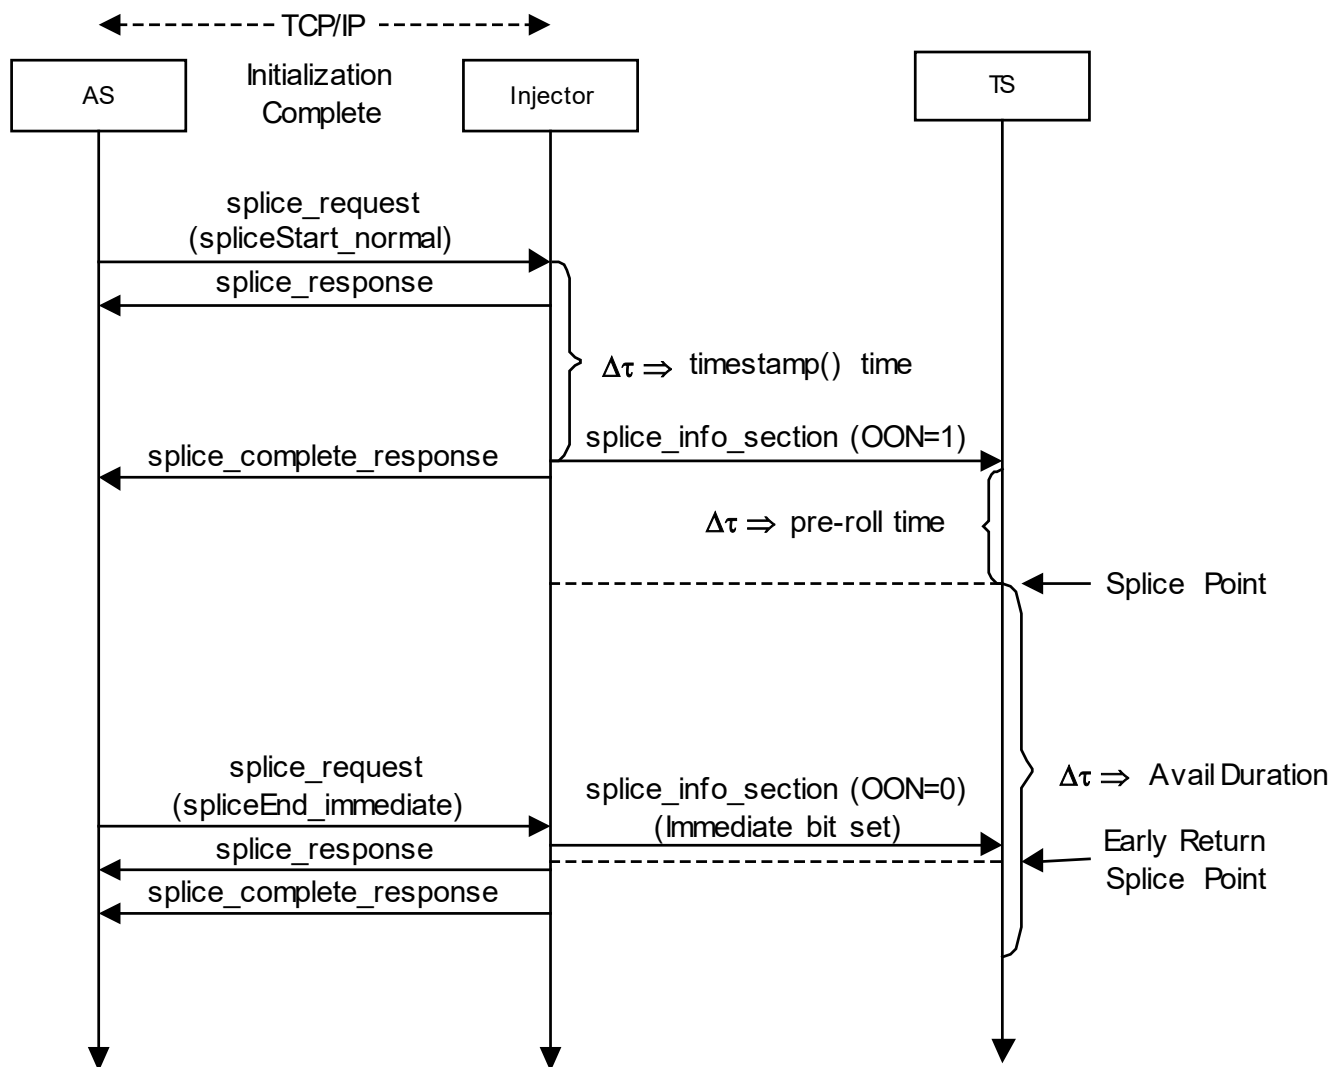 TCP/IP
AS
Initialization
Complete
Injector
TS
splice_request
(spliceStart_normal)
splice_response
Δτ ⇒ timestamp() time
splice_info_section (OON=1)
splice_complete_response
Δτ ⇒ pre-roll time
Splice Point
splice_request
(spliceEnd_immediate)
splice_info_section (OON=0)
(Immediate bit set)
Δτ ⇒ Avail Duration
splice_response
Early Return
Splice Point
splice_complete_response